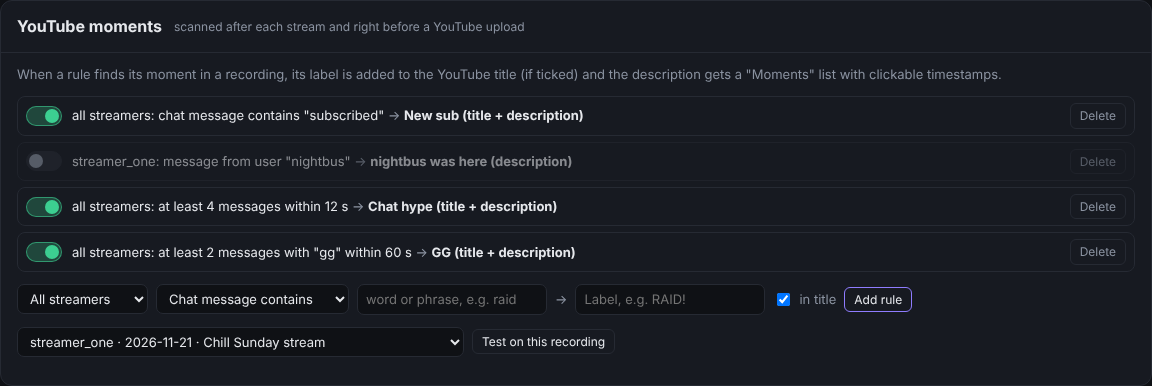 YouTube moments scanned after each stream and right before a YouTube upload
When a rule finds its moment in a recording, its label is added to the YouTube title (if ticked) and the description gets a "Moments" list with clickable timestamps.
all streamers: chat message contains "subscribed" → New sub (title + description) Delete
streamer_one: message from user "nightbus" → nightbus was here (description) Delete
all streamers: at least 4 messages within 12 s → Chat hype (title + description) Delete
all streamers: at least 2 messages with "gg" within 60 s → GG (title + description) Delete
All streamers Chat message contains word or phrase, e.g. raid → Label, e.g. RAID! in title Add rule
streamer_one · 2026-11-21 · Chill Sunday stream Test on this recording